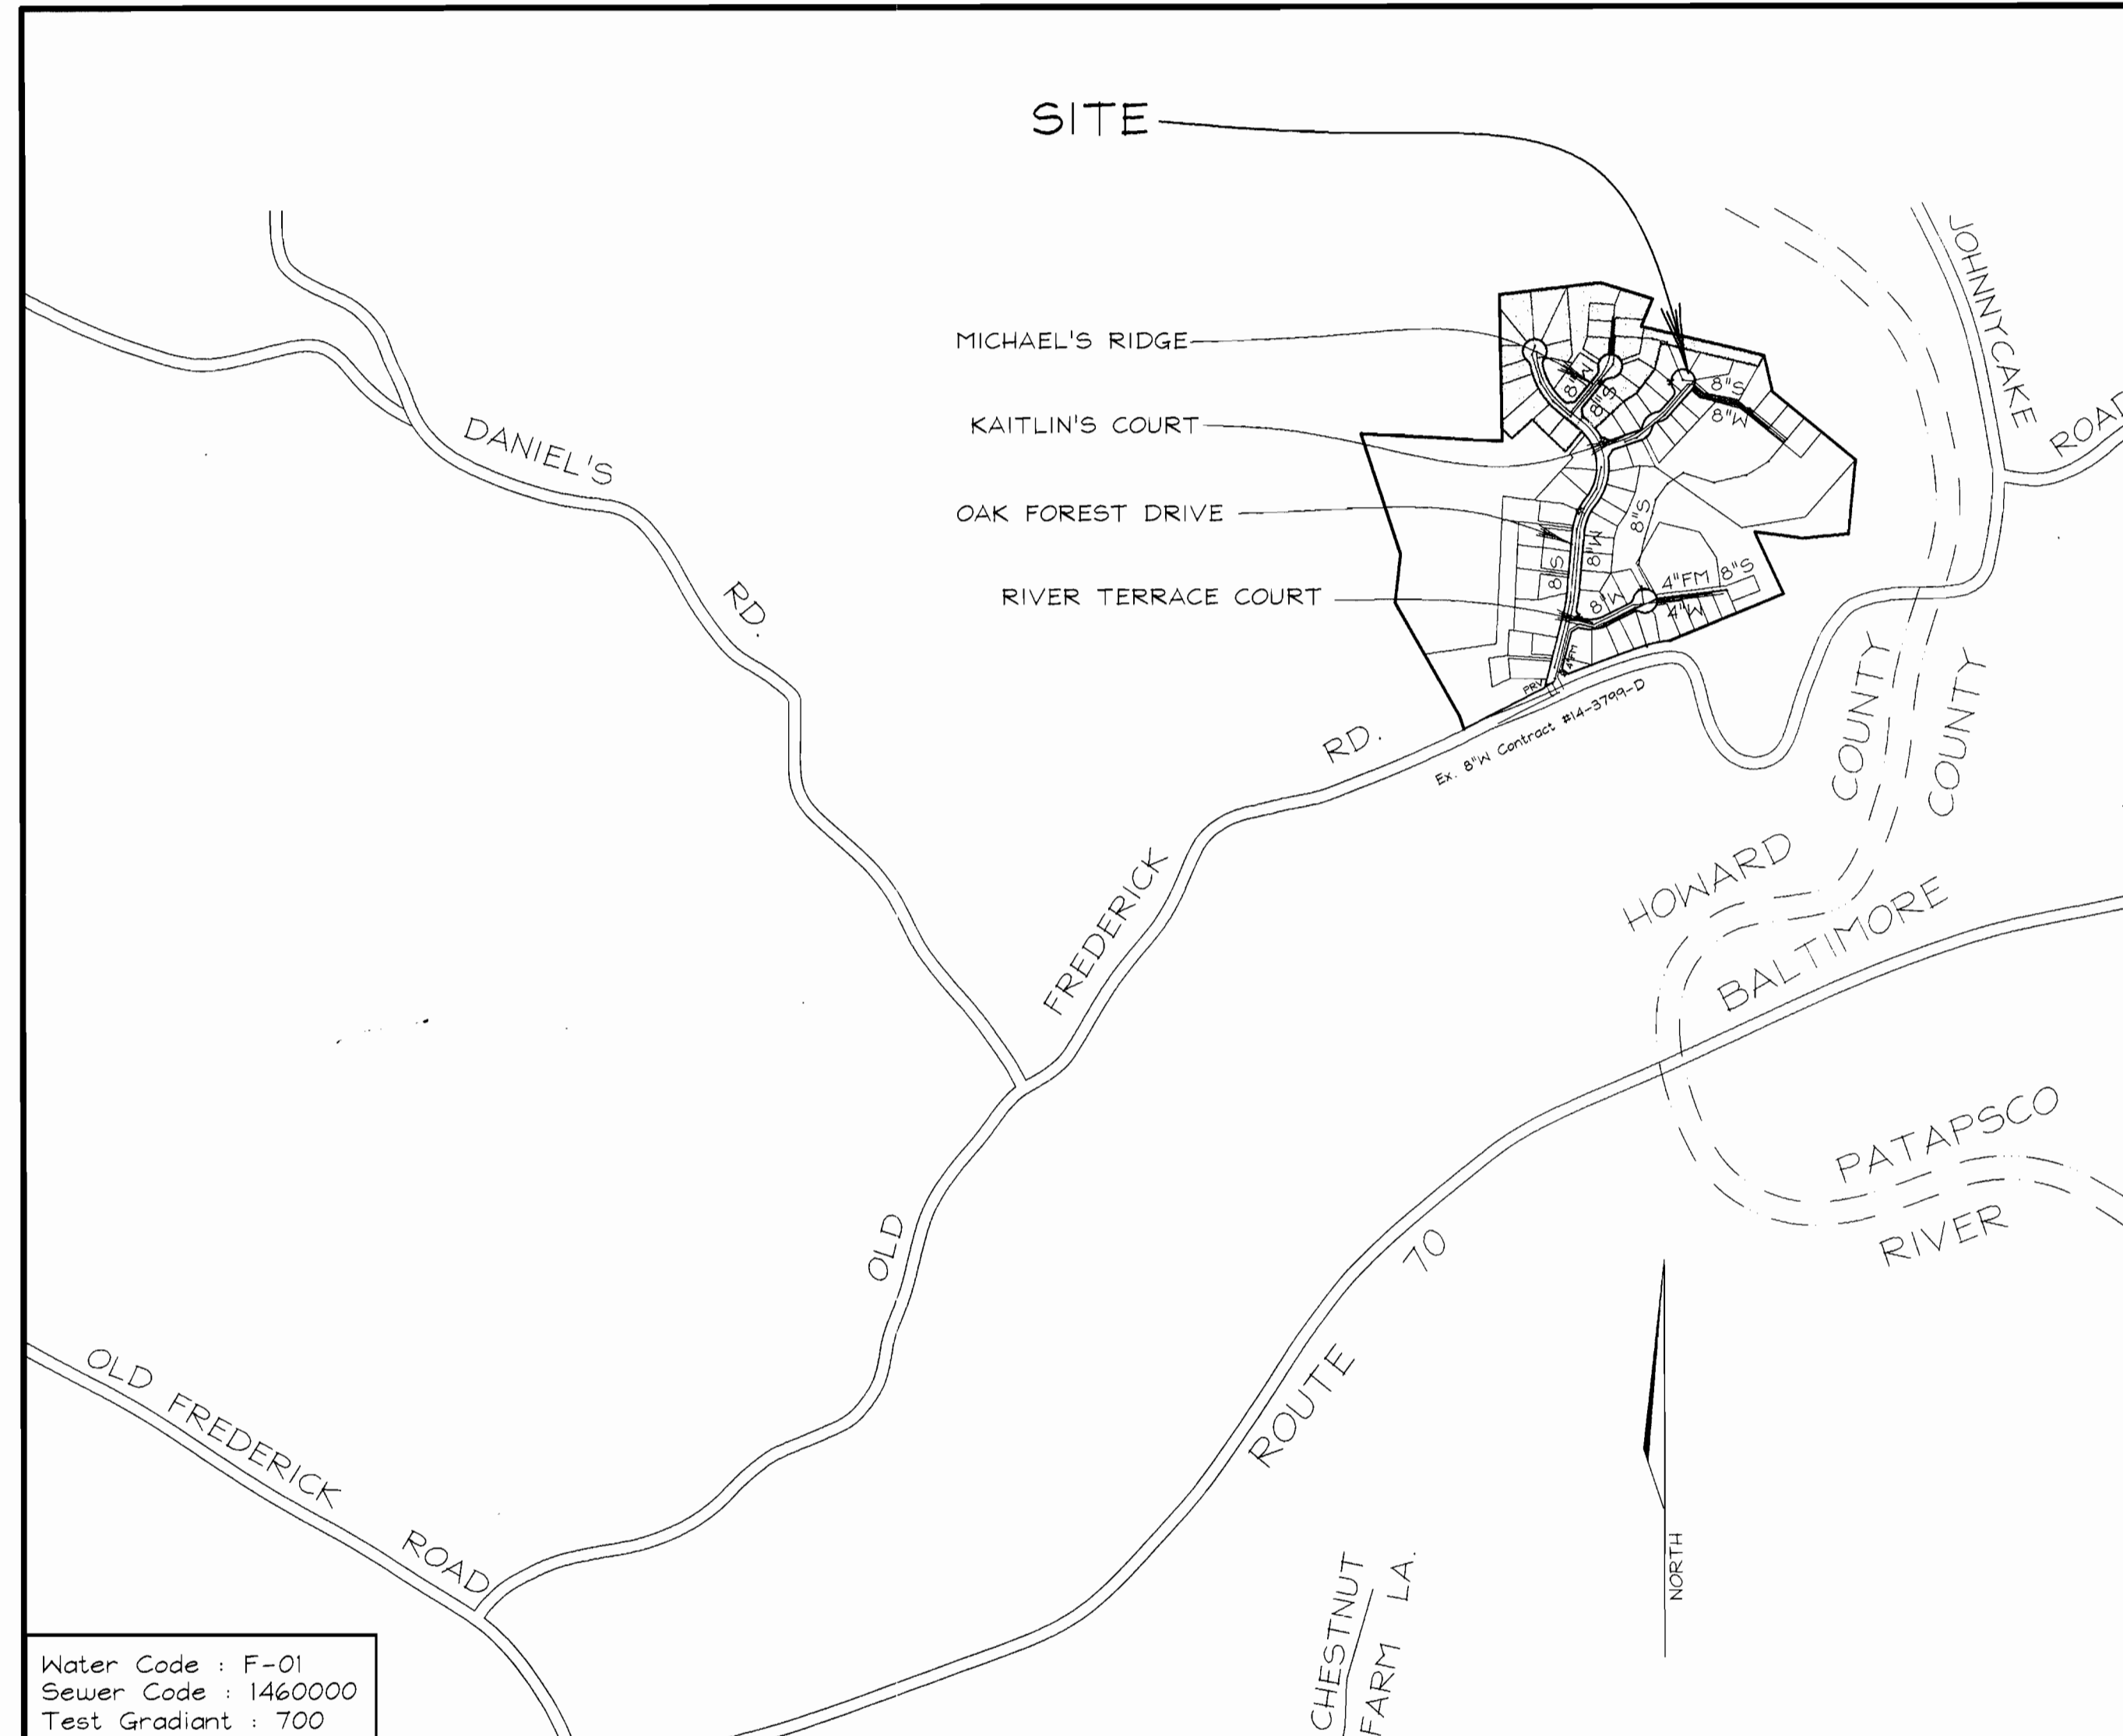 SITE
MICHAEL'S RIDGE
KAITLIN'S COURT
OAK FOREST DRIVE
RIVER TERRACE COURT
8"W
8"S
8"S
8"W
8"S
8"W
8"S
8"W
4"FM
8"S
4"W
4"FM
PRV
Ex. 8"W Contract #14-3799-D
JOHNNYCAKE
ROAD
DANIEL'S
RD.
RD.
FREDERICK
OLD
COUNTY
COUNTY
HOWARD
BALTIMORE
PATAPSCO
RIVER
70
ROUTE
OLD FREDERICK
ROAD
CHESTNUT
FARM LA.
NORTH
Water Code : F-01
Sewer Code : 1460000
Test Gradiant : 700